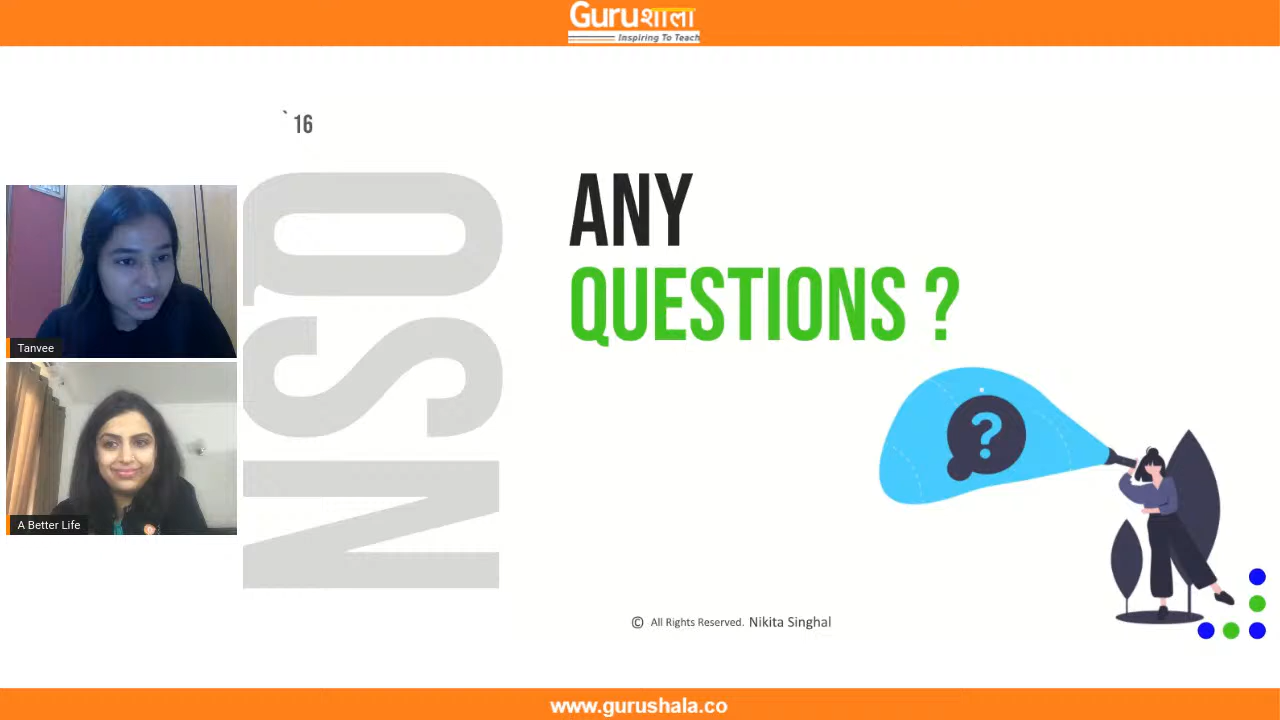 Guruशाला
Inspiring To Teach
` 16
NSO
ANY
QUESTIONS ?
?
Tanvee
A Better Life
© All Rights Reserved. Nikita Singhal
www.gurushala.co